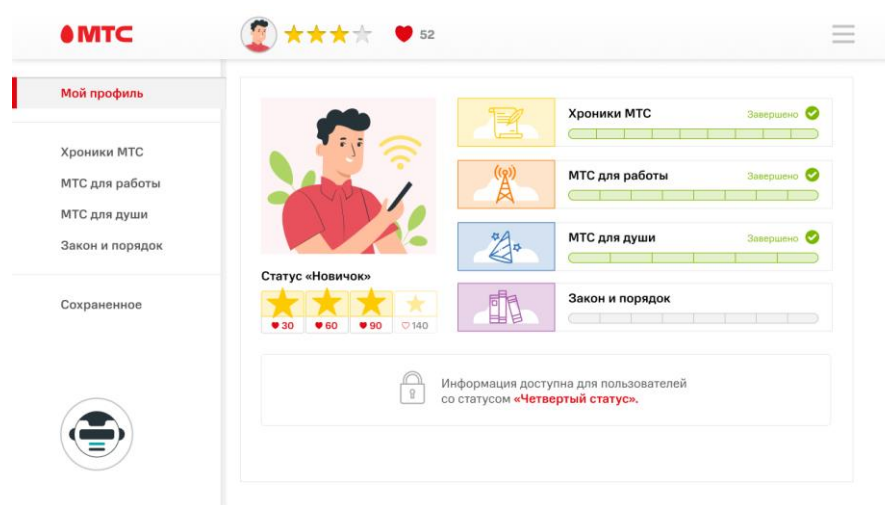 МТС
52
Мой профиль
Хроники МТС
МТС для работы
МТС для души
Закон и порядок
Сохраненное
Статус «Новичок»
30 60 90 140
Хроники МТС Завершено
МТС для работы Завершено
МТС для души Завершено
Закон и порядок
Информация доступна для пользователей
со статусом «Четвертый статус».